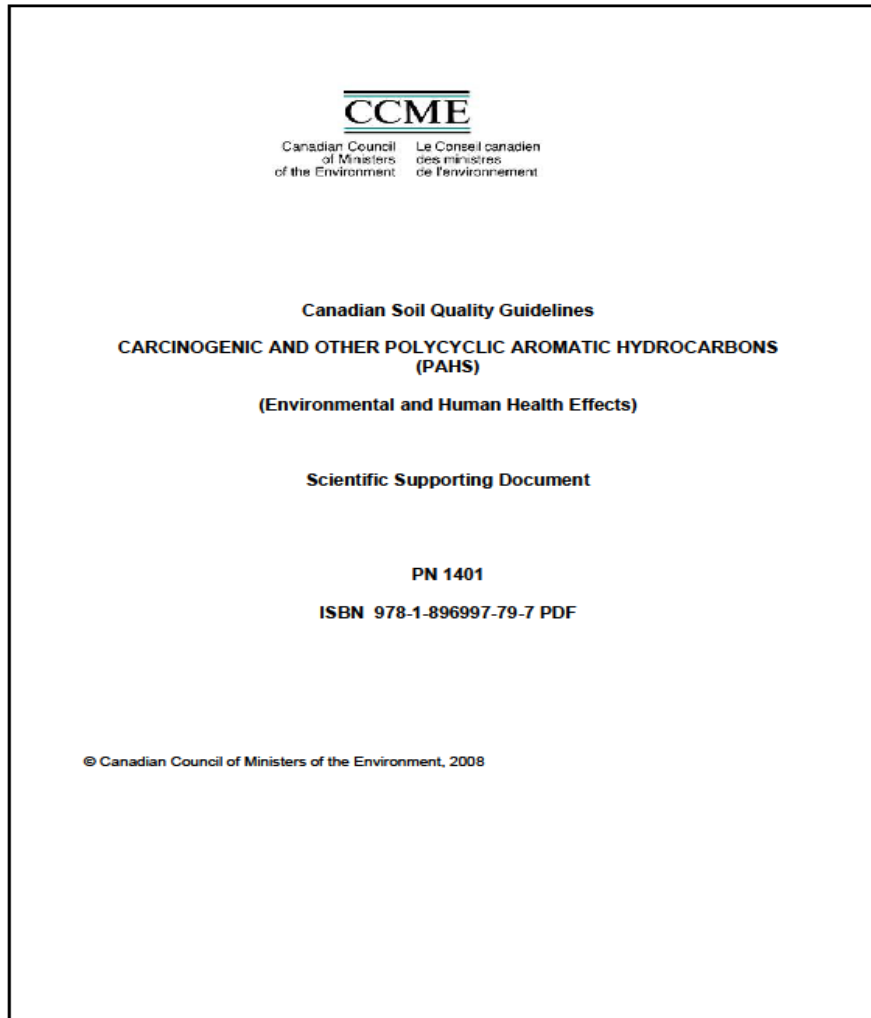 CCME
Canadian Council Le Conseil canadien
of Ministers des ministres
of the Environment de l'environnement
Canadian Soil Quality Guidelines
CARCINOGENIC AND OTHER POLYCYCLIC AROMATIC HYDROCARBONS
(PAHS)
(Environmental and Human Health Effects)
Scientific Supporting Document
PN 1401
ISBN 978-1-896997-79-7 PDF
© Canadian Council of Ministers of the Environment, 2008